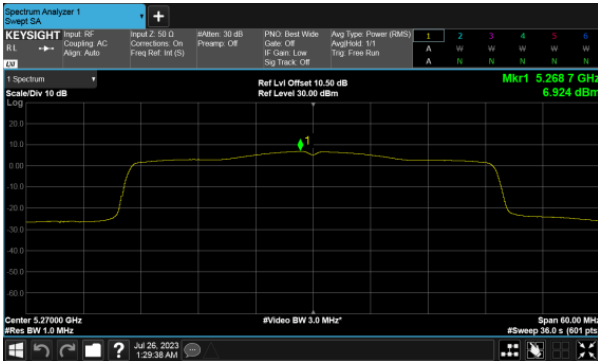 Spectrum Analyzer 1
Swept SA
KEYSIGHT
RL
LV
Input: RF
Coupling: AC
Align: Auto
Input Z: 50 Ω
Corrections: On
Freq Ref: Int (S)
#Atten: 30 dB
Preamp: Off
PNO: Best Wide
Gate: Off
IF Gain: Low
Sig Track: Off
Avg Type: Power (RMS)
Avg|Hold: 1/1
Trig: Free Run
1 2 3 4 5 6
A W W W W W
A N N N N N
1 Spectrum
Scale/Div 10 dB
Log
Ref Lvl Offset 10.50 dB
Ref Level 30.00 dBm
Mkr1 5.268 7 GHz
6.924 dBm
1
20.0
10.0
0.00
-10.0
-20.0
-30.0
-40.0
-50.0
-60.0
Center 5.27000 GHz
#Video BW 3.0 MHz*
Span 60.00 MHz
#Res BW 1.0 MHz
#Sweep 36.0 s (601 pts)
?
Jul 26, 2023
1:29:38 AM